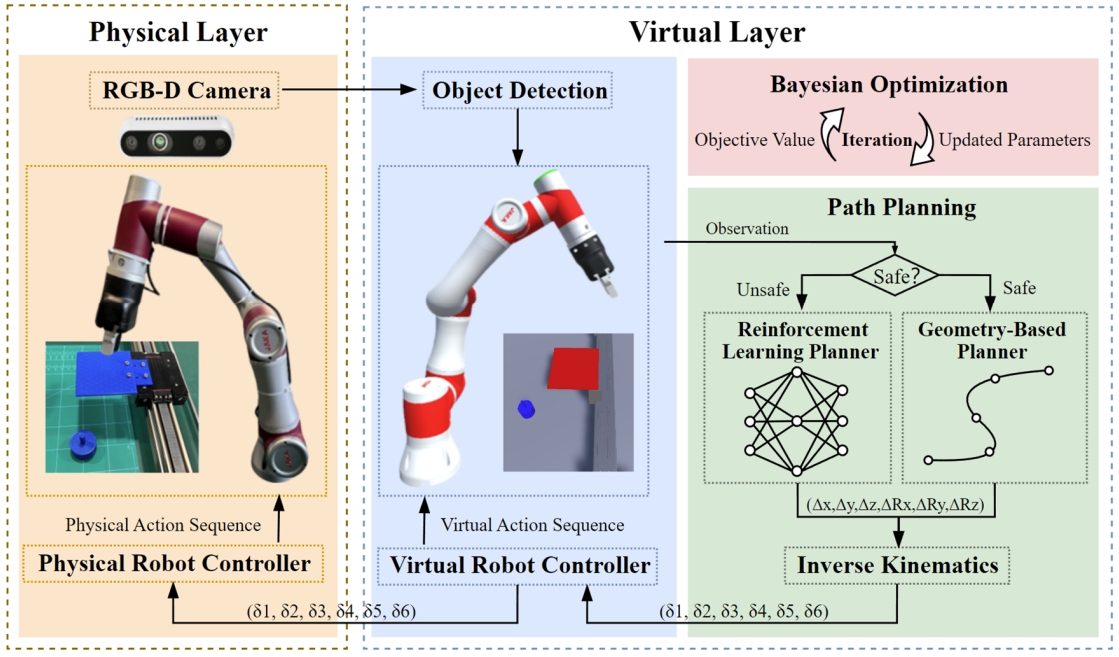 Physical Layer
Virtual Layer
RGB-D Camera
Object Detection
Bayesian Optimization
Objective Value
Iteration
Updated Parameters
Path Planning
Observation
Safe?
Unsafe
Safe
Reinforcement
Learning Planner
Geometry-Based
Planner
JAKA
JAKA
(Δx,Δy,Δz,ΔRx,ΔRy,ΔRz)
Physical Action Sequence
Virtual Action Sequence
Physical Robot Controller
Virtual Robot Controller
Inverse Kinematics
(δ1, δ2, δ3, δ4, δ5, δ6)
(δ1, δ2, δ3, δ4, δ5, δ6)